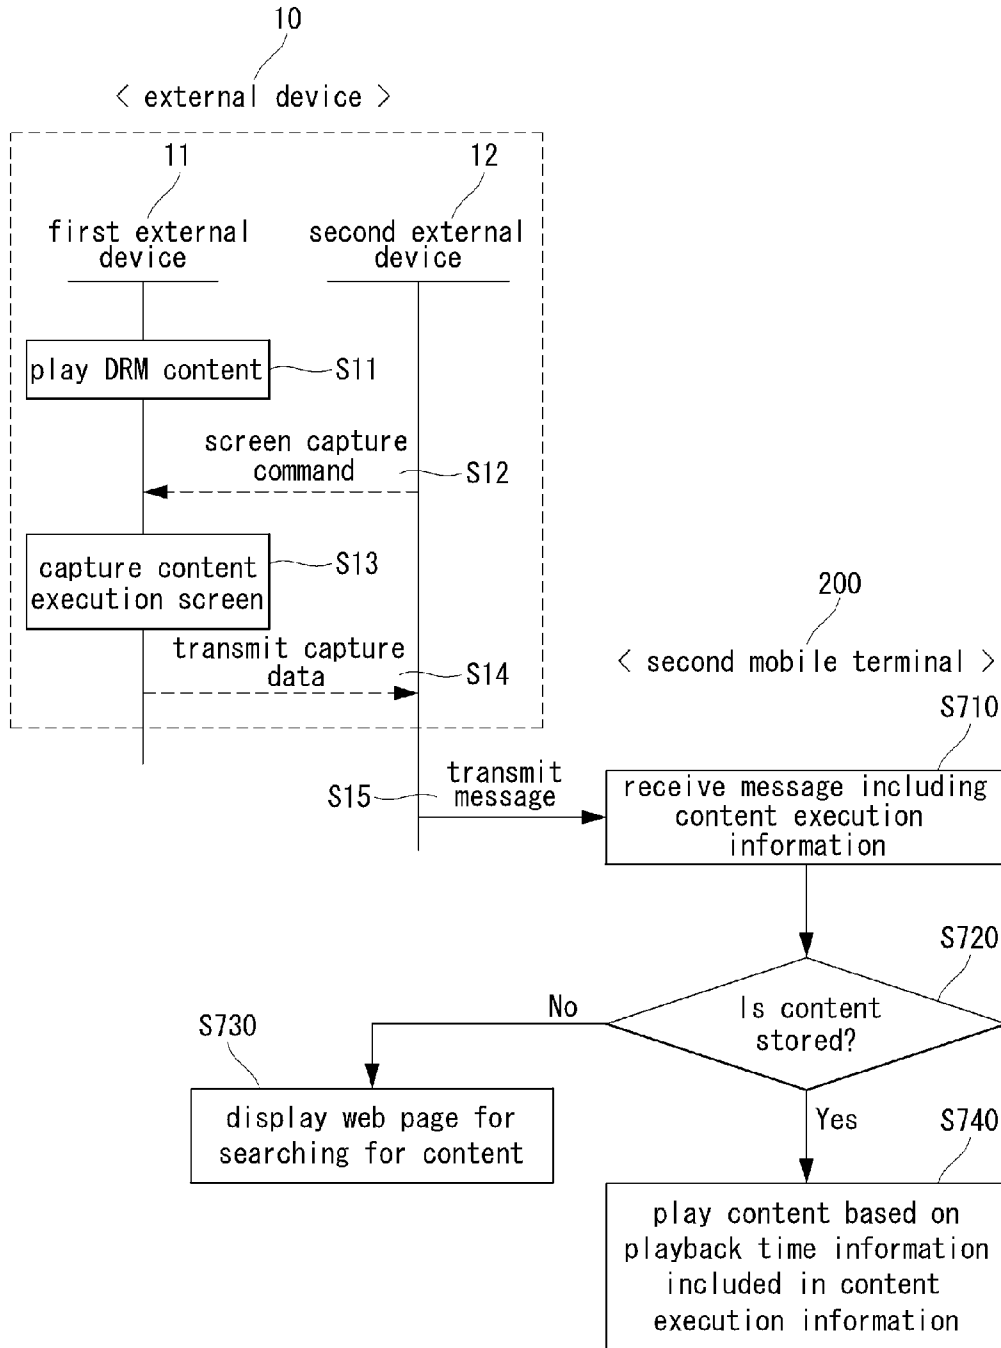 10
< external device >
11
12
first external
device
second external
device
play DRM content
S11
screen capture
command
S12
capture content
execution screen
S13
transmit capture
data
S14
200
< second mobile terminal >
S710
S15
transmit
message
receive message including
content execution
information
S720
Is content
stored?
No
S730
display web page for
searching for content
Yes
S740
play content based on
playback time information
included in content
execution information